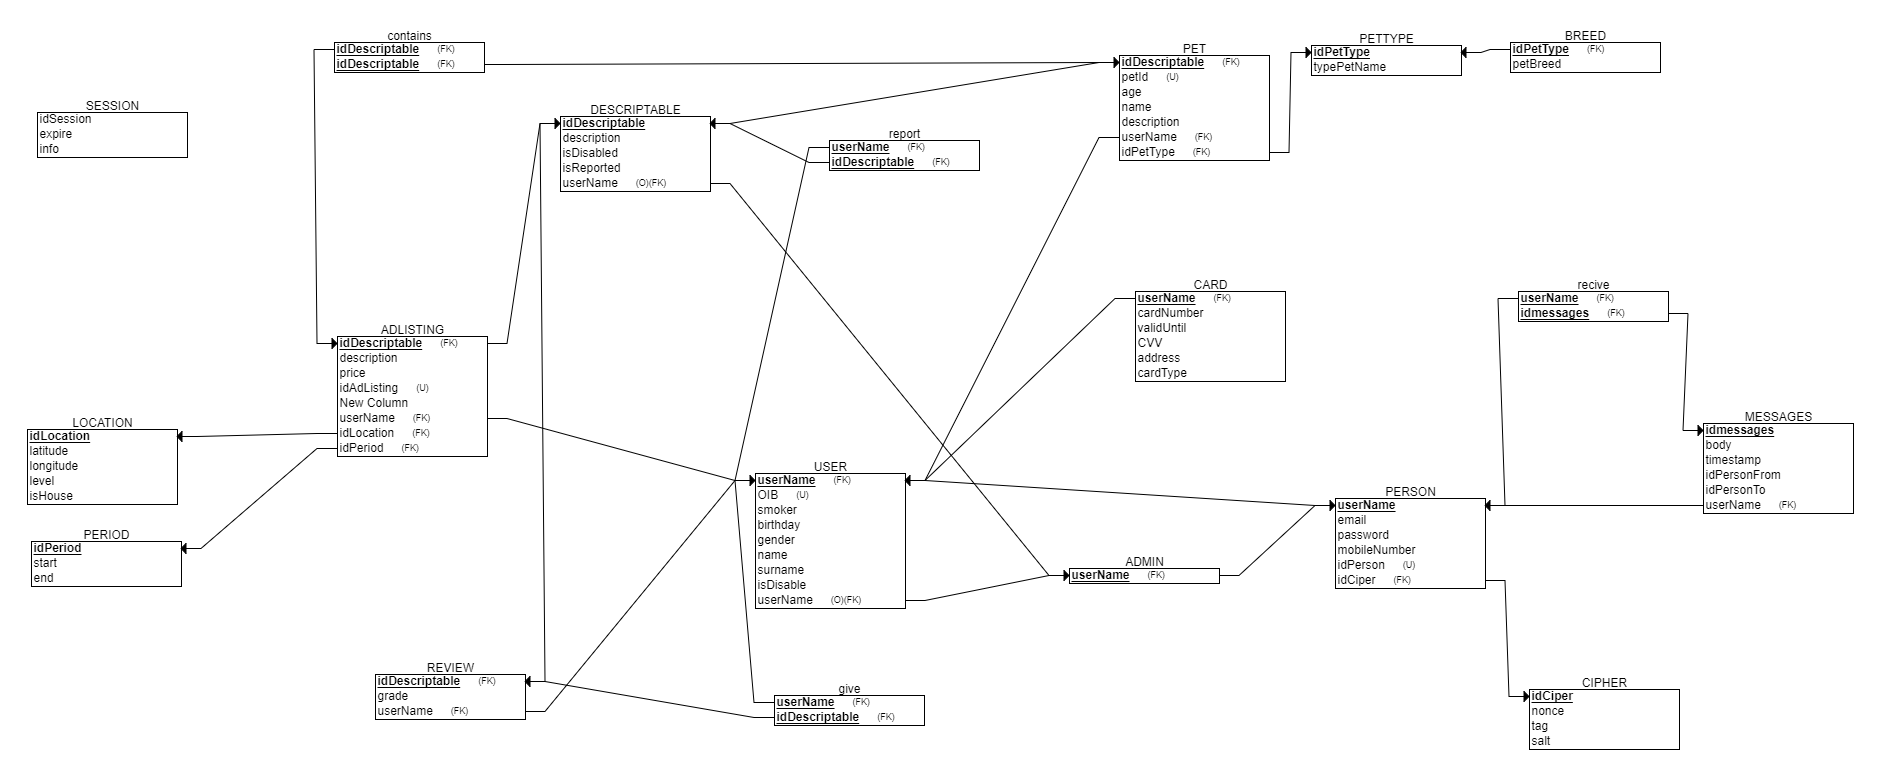 contains
idDescriptable (FK)
idDescriptable (FK)
SESSION
idSession
expire
info
DESCRIPTABLE
idDescriptable
description
isDisabled
isReported
userName (O)(FK)
report
userName (FK)
idDescriptable (FK)
PET
idDescriptable (FK)
petId (U)
age
name
description
userName (FK)
idPetType (FK)
PETTYPE
idPetType
typePetName
BREED
idPetType (FK)
petBreed
ADLISTING
idDescriptable (FK)
description
price
idAdListing (U)
New Column
userName (FK)
idLocation (FK)
idPeriod (FK)
LOCATION
idLocation
latitude
longitude
level
isHouse
PERIOD
idPeriod
start
end
CARD
userName (FK)
cardNumber
validUntil
CVV
address
cardType
recive
userName (FK)
idmessages (FK)
MESSAGES
idmessages
body
timestamp
idPersonFrom
idPersonTo
userName (FK)
USER
userName (FK)
OIB (U)
smoker
birthday
gender
name
surname
isDisable
userName (O)(FK)
PERSON
userName
email
password
mobileNumber
idPerson (U)
idCiper (FK)
ADMIN
userName (FK)
REVIEW
idDescriptable (FK)
grade
userName (FK)
give
userName (FK)
idDescriptable (FK)
CIPHER
idCiper
nonce
tag
salt